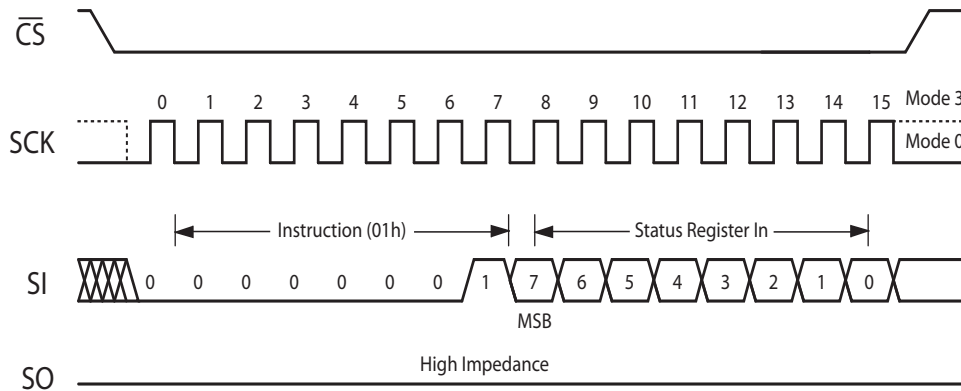 CS
0 1 2 3 4 5 6 7 8 9 10 11 12 13 14 15 Mode 3
SCK
Mode 0
Instruction (01h) Status Register In
SI 0 0 0 0 0 0 0 1 7 6 5 4 3 2 1 0
MSB
High Impedance
SO